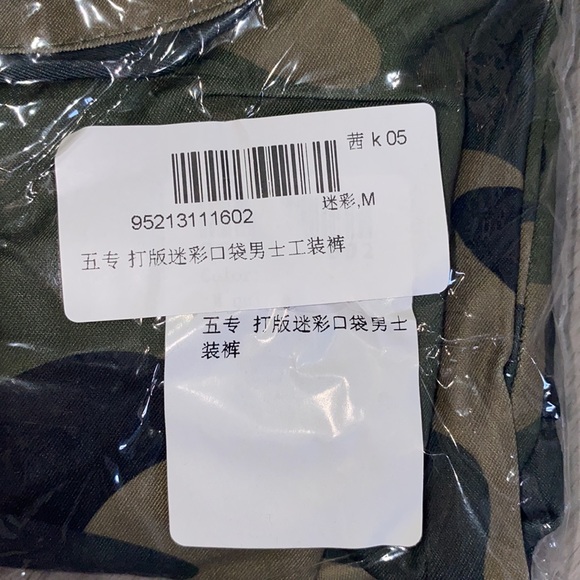 茜 k 05
迷彩,M
95213111602
五专 打版迷彩口袋男士工装裤
五专 打版迷彩口袋男士
装裤